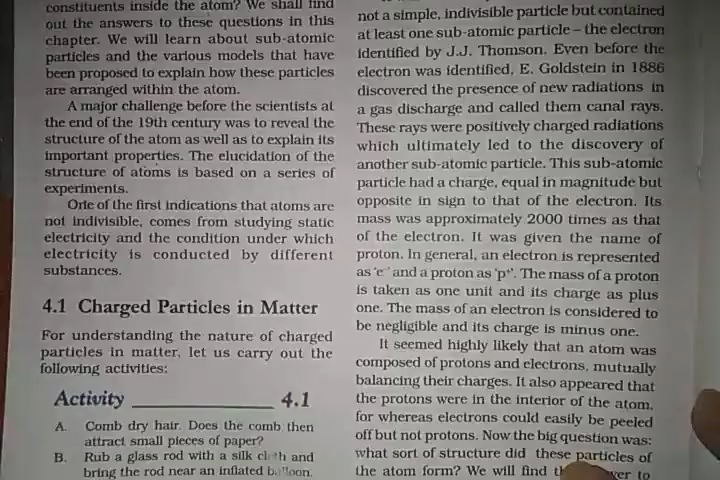 constituents inside the atom? We shall find
out the answers to these questions in this
chapter. We will learn about sub-atomic
particles and the various models that have
been proposed to explain how these particles
are arranged within the atom.
A major challenge before the scientists at
the end of the 19th century was to reveal the
structure of the atom as well as to explain its
important properties. The elucidation of the
structure of atoms is based on a series of
experiments.
One of the first indications that atoms are
not indivisible, comes from studying static
electricity and the condition under which
electricity is conducted by different
substances.
4.1 Charged Particles in Matter
For understanding the nature of charged
particles in matter, let us carry out the
following activities:
Activity 4.1
A. Comb dry hair. Does the comb then
attract small pieces of paper?
B. Rub a glass rod with a silk cloth and
bring the rod near an inflated balloon.
not a simple, indivisible particle but contained
at least one sub-atomic particle – the electron
identified by J.J. Thomson. Even before the
electron was identified, E. Goldstein in 1886
discovered the presence of new radiations in
a gas discharge and called them canal rays.
These rays were positively charged radiations
which ultimately led to the discovery of
another sub-atomic particle. This sub-atomic
particle had a charge, equal in magnitude but
opposite in sign to that of the electron. Its
mass was approximately 2000 times as that
of the electron. It was given the name of
proton. In general, an electron is represented
as 'e⁻' and a proton as 'p⁺'. The mass of a proton
is taken as one unit and its charge as plus
one. The mass of an electron is considered to
be negligible and its charge is minus one.
It seemed highly likely that an atom was
composed of protons and electrons, mutually
balancing their charges. It also appeared that
the protons were in the interior of the atom,
for whereas electrons could easily be peeled
off but not protons. Now the big question was:
what sort of structure did these particles of
the atom form? We will find to